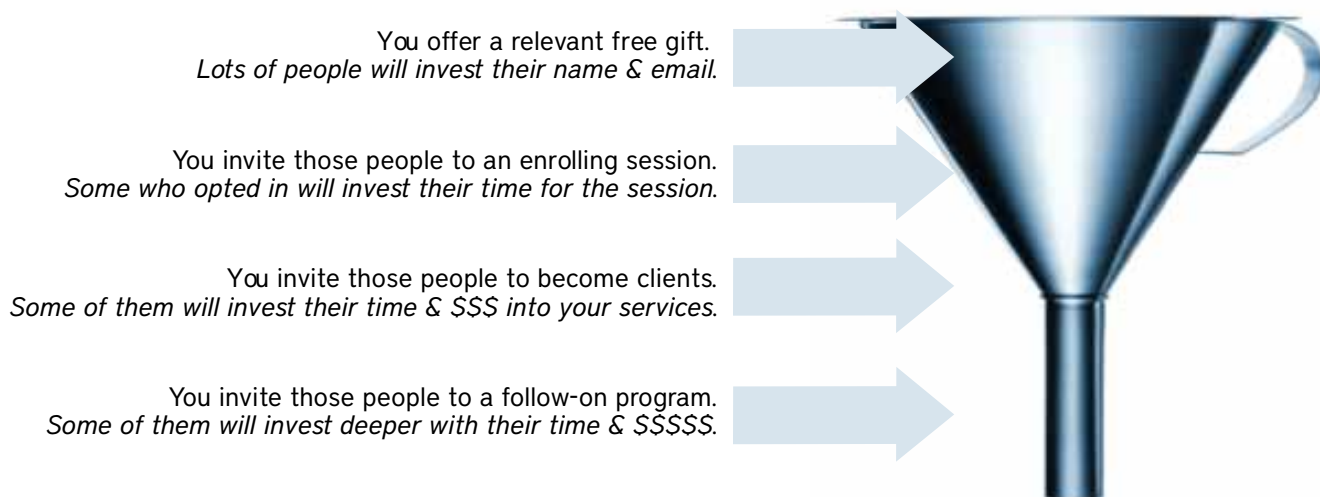 You offer a relevant free gift.
Lots of people will invest their name & email.
You invite those people to an enrolling session.
Some who opted in will invest their time for the session.
You invite those people to become clients.
Some of them will invest their time & $$$ into your services.
You invite those people to a follow-on program.
Some of them will invest deeper with their time & $$$$$.